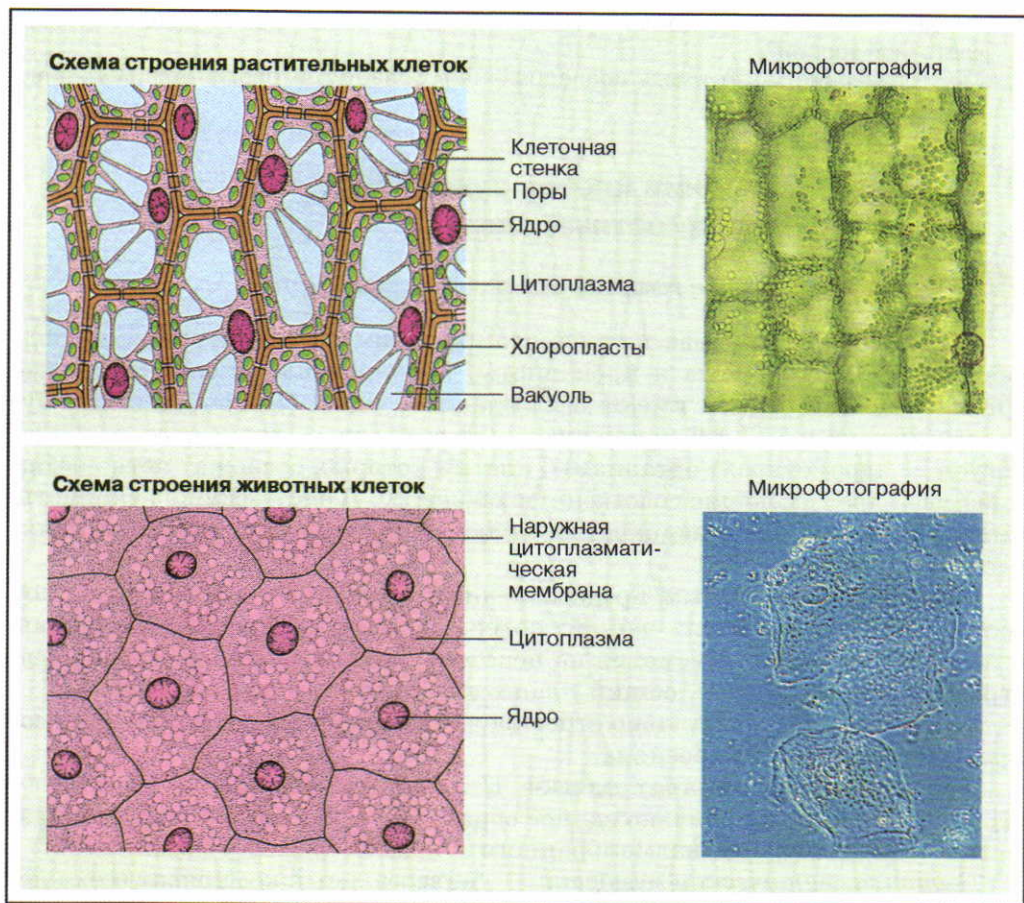 Схема строения растительных клеток
Микрофотография
Клеточная
стенка
Поры
Ядро
Цитоплазма
Хлоропласты
Вакуоль
Схема строения животных клеток
Микрофотография
Наружная
цитоплазмати-
ческая
мембрана
Цитоплазма
Ядро